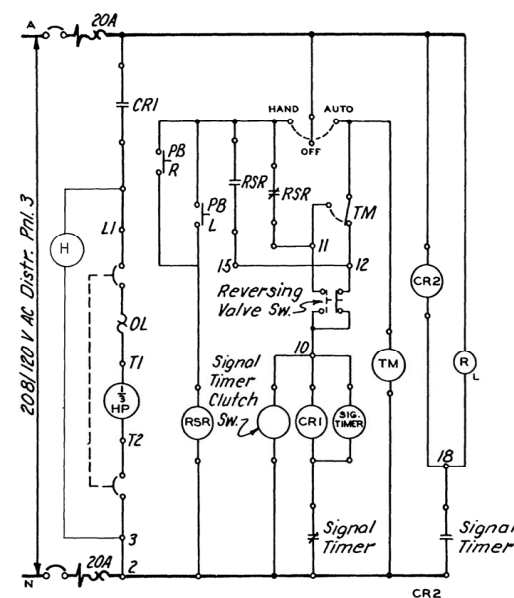 A
20A
CR1
HAND
AUTO
OFF
PB
R
PB
L
RSR
RSR
TM
11
15
12
H
L1
208/120 V AC Distr. Pnl. 3
OL
T1
1/3
HP
T2
3
2
Reversing
Valve Sw.
10
Signal
Timer
Clutch
Sw.
RSR
CR1
SIG.
TIMER
TM
CR2
R
L
18
Signal
Timer
Signal
Timer
20A
N
CR2